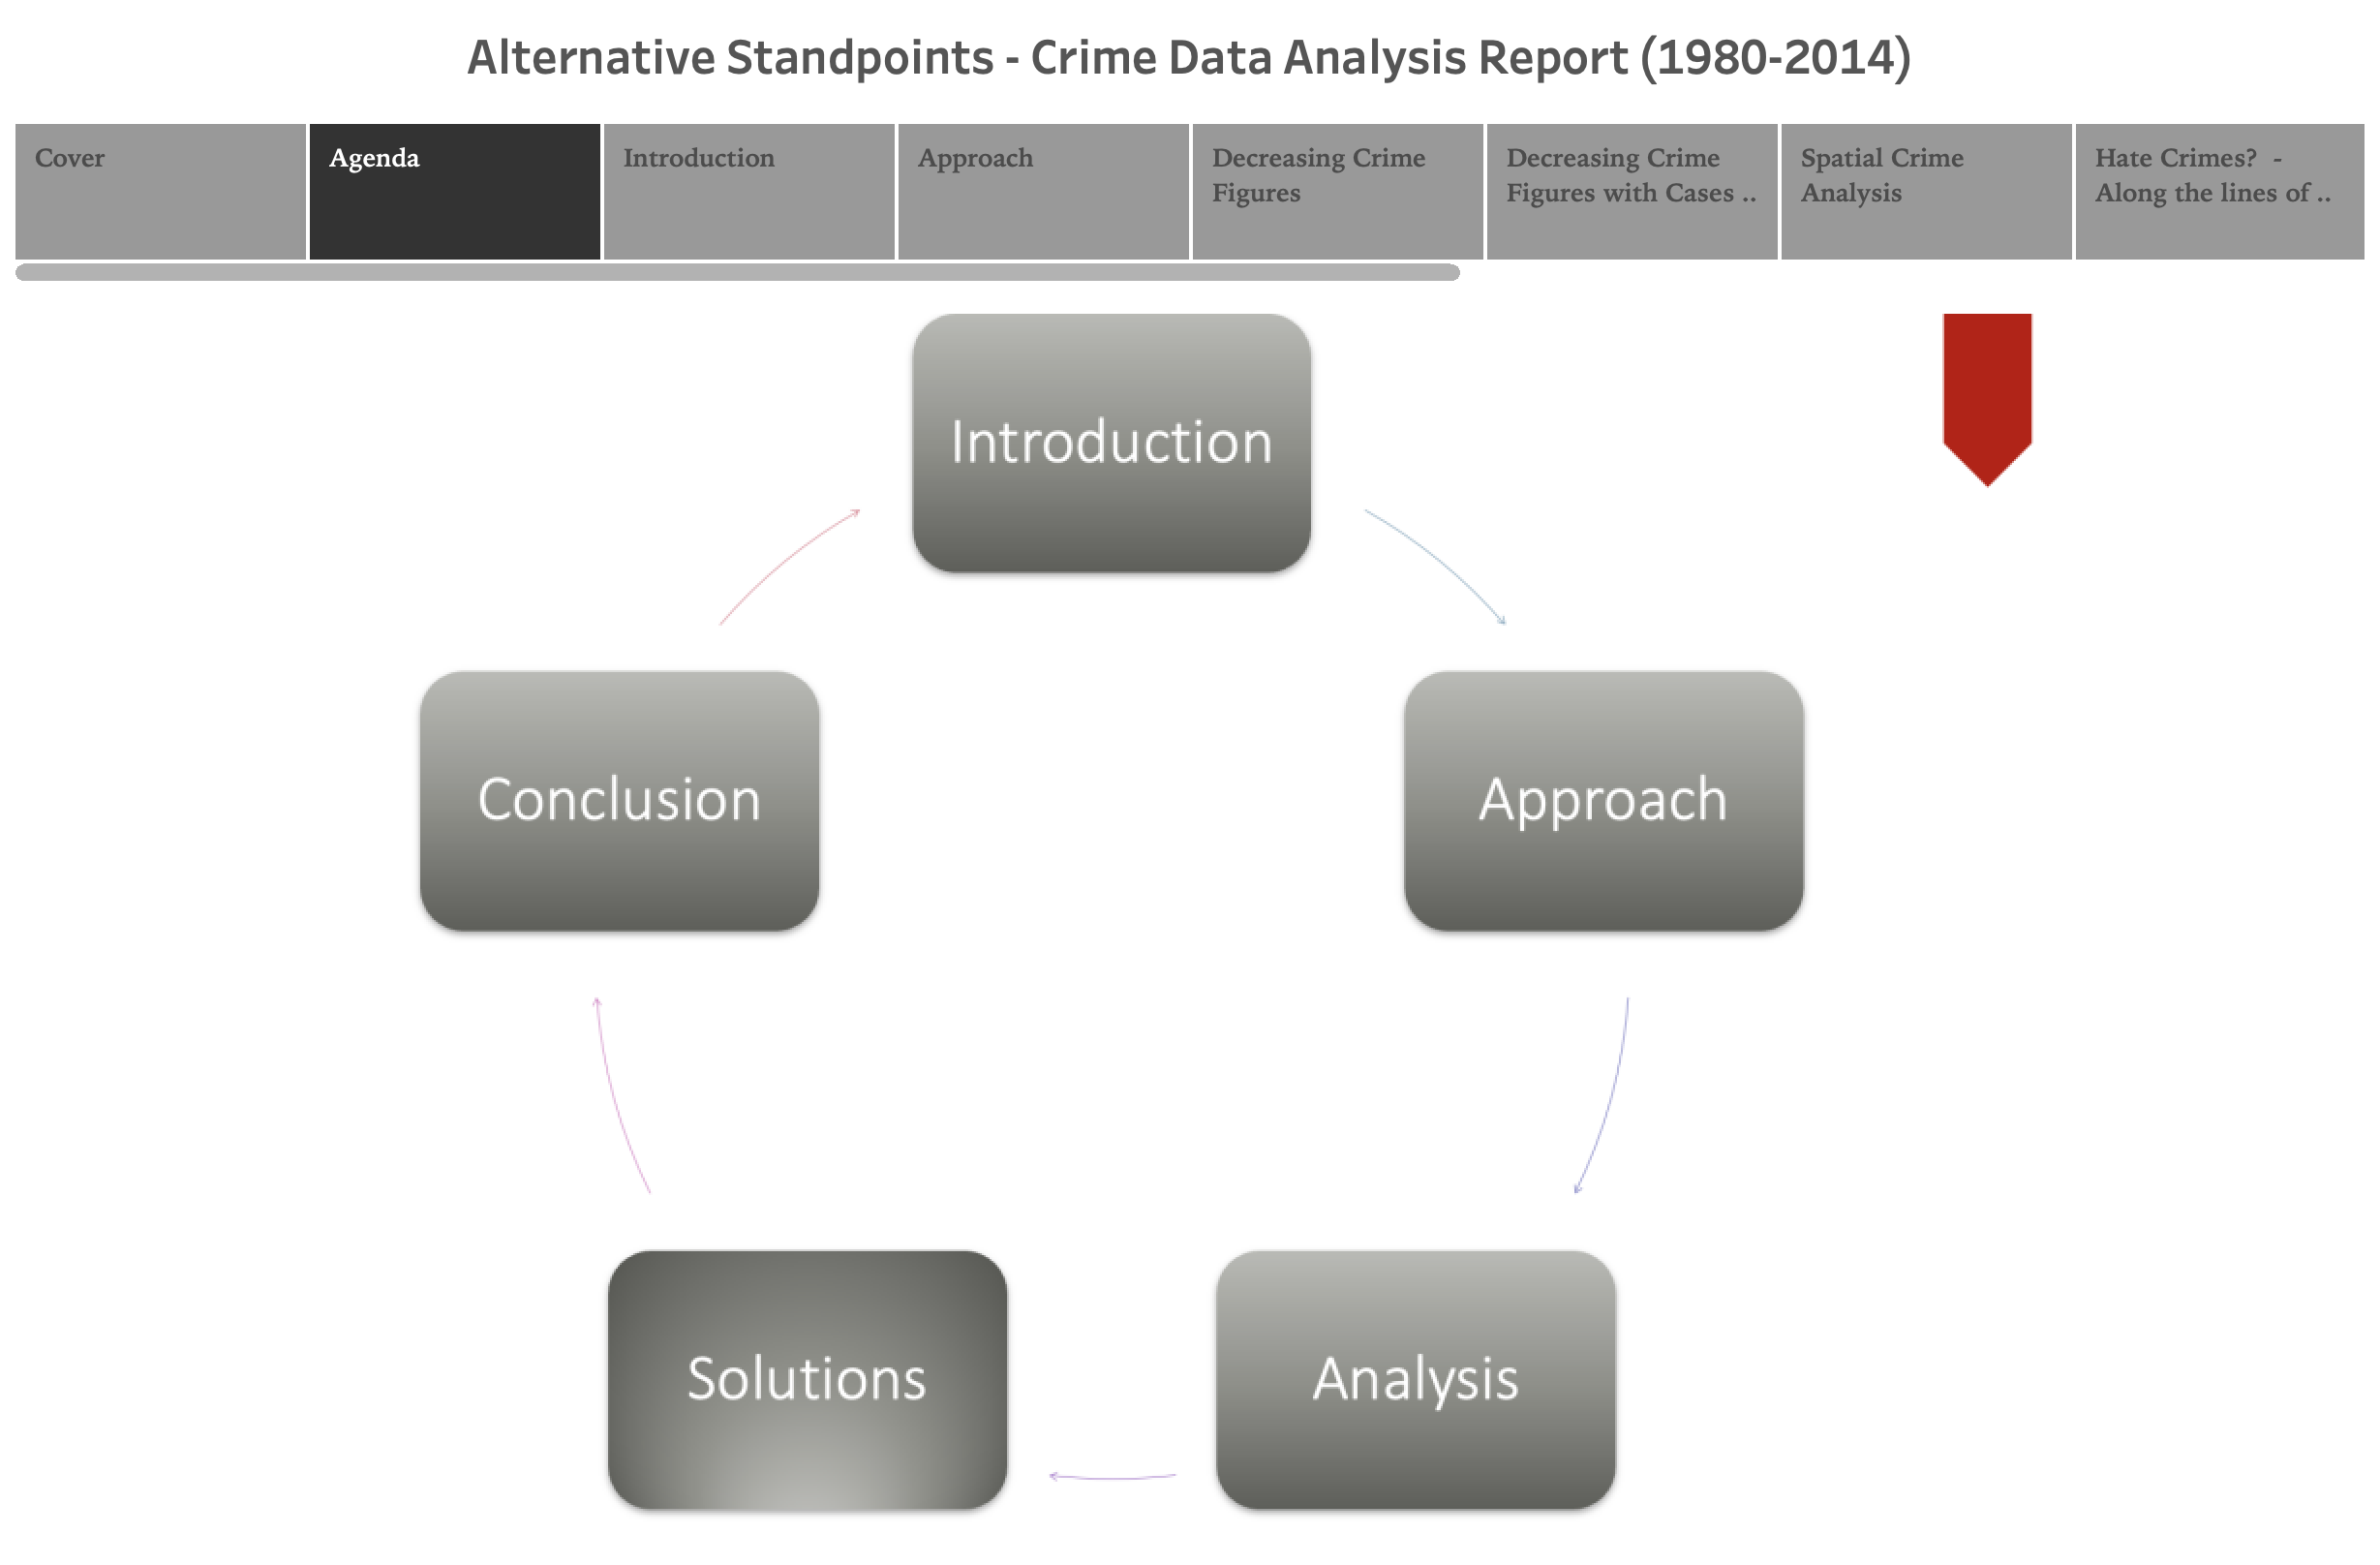 Alternative Standpoints - Crime Data Analysis Report (1980-2014)
Cover
Agenda
Introduction
Approach
Decreasing Crime
Figures
Decreasing Crime
Figures with Cases ..
Spatial Crime
Analysis
Hate Crimes?  -
Along the lines of ..
Introduction
Approach
Analysis
Solutions
Conclusion